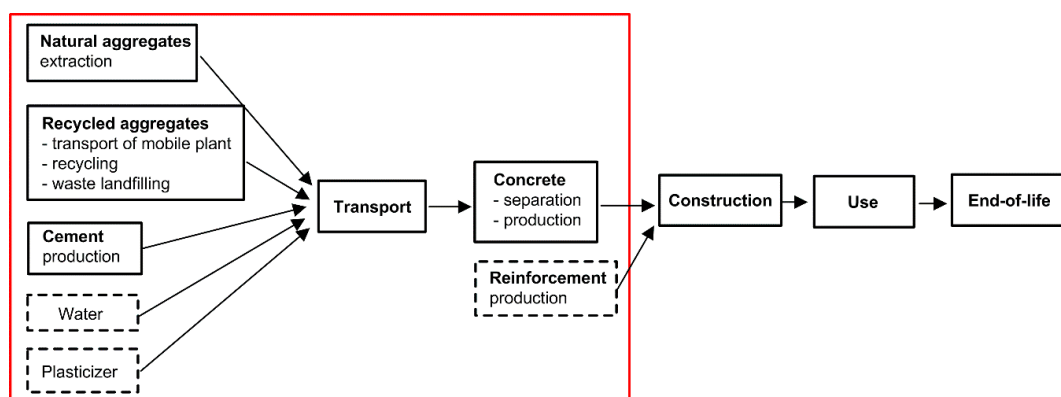 Natural aggregates
extraction
Recycled aggregates
- transport of mobile plant
- recycling
- waste landfilling
Cement
production
Water
Plasticizer
Transport
Concrete
- separation
- production
Reinforcement
production
Construction
Use
End-of-life